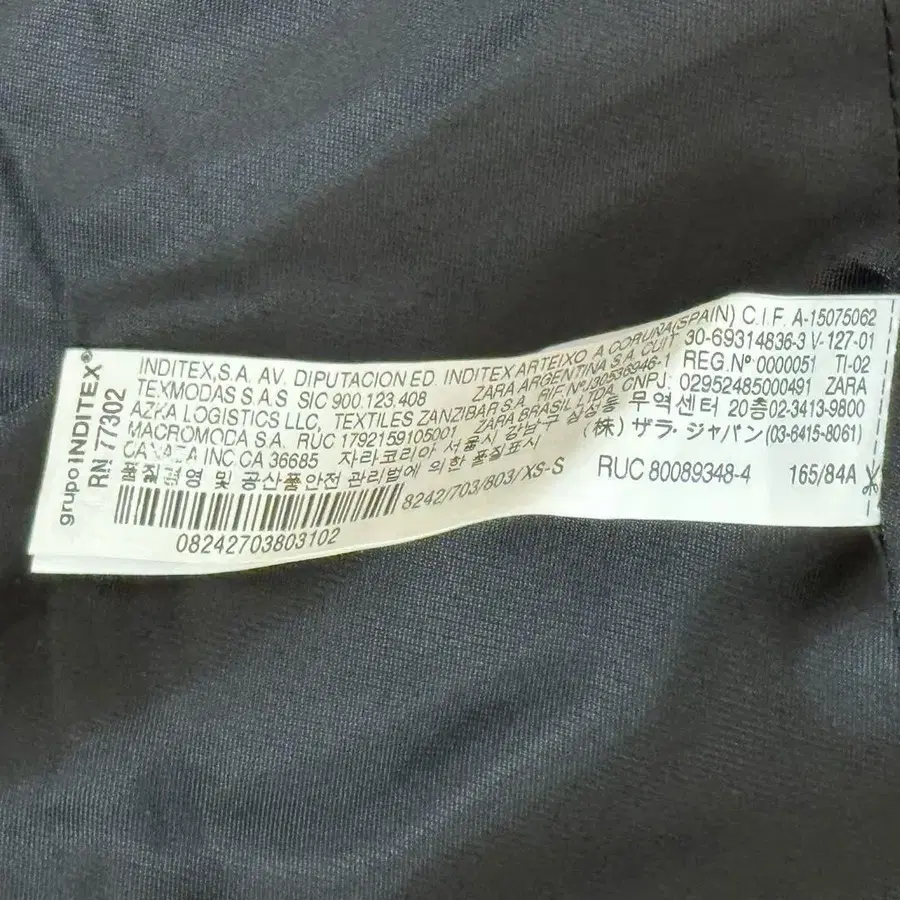 grupo INDITEX®
RN 77302
INDITEX,S.A. AV. DIPUTACION ED. INDITEX ARTEIXO A CORUÑA(SPAIN) C.I.F. A-15075062
TEXMODAS S.A.S. SIC 900.123.408 ZARA ARGENTINA S.A. CUIT 30-69314836-3 V-127-01
AZKA LOGISTICS LLC, TEXTILES ZANZIBAR S.A. RIF Nº J30536946-1 REG.Nº 0000051 TI-02
MACROMODA S.A. RUC 1792159105001 ZARA BRASIL LTDA CNPJ. 02952485000491 ZARA
CANADA INC.CA 36685 자라코리아 서울시 강남구 삼성동 무역센터 20층02-3413-9800
품질경영 및 공산품안전 관리법에 의한 품질표시 (株) ザラ・ジャパン (03-6415-8061)
8242/703/803/XS-S RUC 80089348-4 165/84A
08242703803102